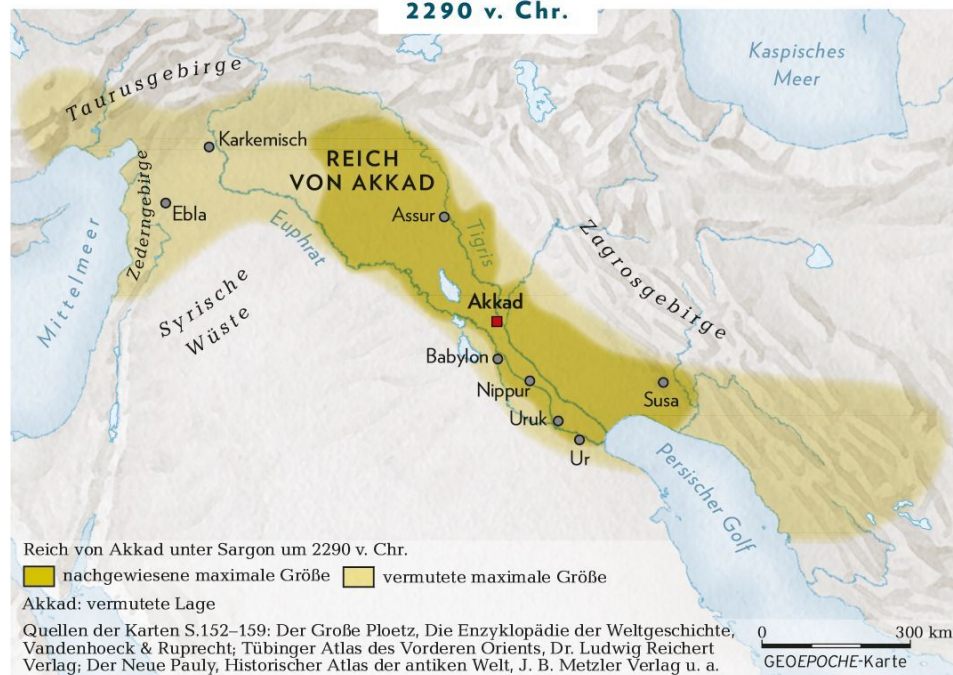 2290 v. Chr.
Kaspisches
Meer
Taurusgebirge
Karkemisch
REICH
VON AKKAD
Zederngebirge
Ebla
Assur
Euphrat
Tigris
Zagrosgebirge
Mittelmeer
Syrische
Wüste
Akkad
Babylon
Nippur
Susa
Uruk
Ur
Persischer Golf
Reich von Akkad unter Sargon um 2290 v. Chr.
nachgewiesene maximale Größe vermutete maximale Größe
Akkad: vermutete Lage
Quellen der Karten S.152–159: Der Große Ploetz, Die Enzyklopädie der Weltgeschichte,
Vandenhoeck & Ruprecht; Tübinger Atlas des Vorderen Orients, Dr. Ludwig Reichert
Verlag; Der Neue Pauly, Historischer Atlas der antiken Welt, J. B. Metzler Verlag u. a.
0 300 km
GEOEPOCHE-Karte